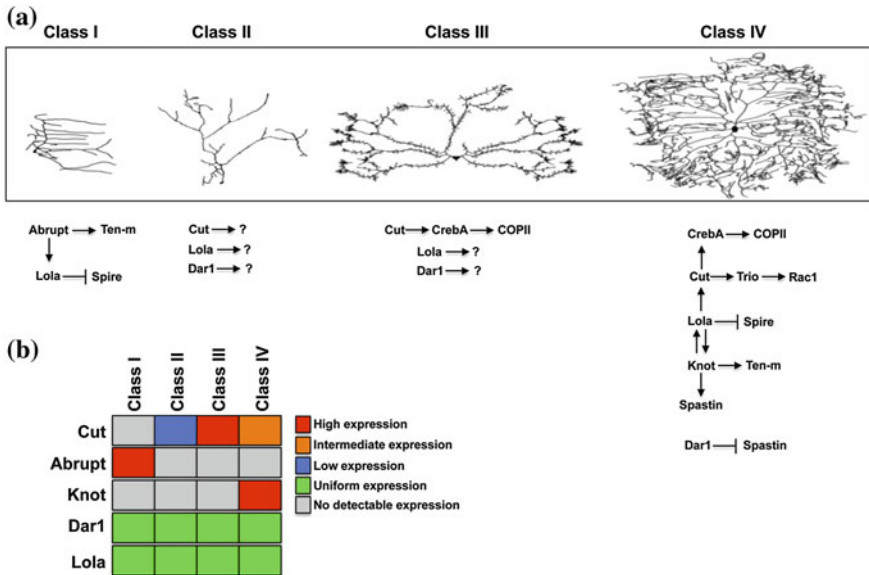 (a)
Class I Class II Class III Class IV
Abrupt → Ten-m
Lola ⊣ Spire
Cut → ?
Lola → ?
Dar1 → ?
Cut → CrebA → COPII
Lola → ?
Dar1 → ?
CrebA → COPII
Cut → Trio → Rac1
Lola ⊣ Spire
Knot → Ten-m
Spastin
Dar1 ⊣ Spastin
(b)
Class I
Class II
Class III
Class IV
Cut
Abrupt
Knot
Dar1
Lola
High expression
Intermediate expression
Low expression
Uniform expression
No detectable expression